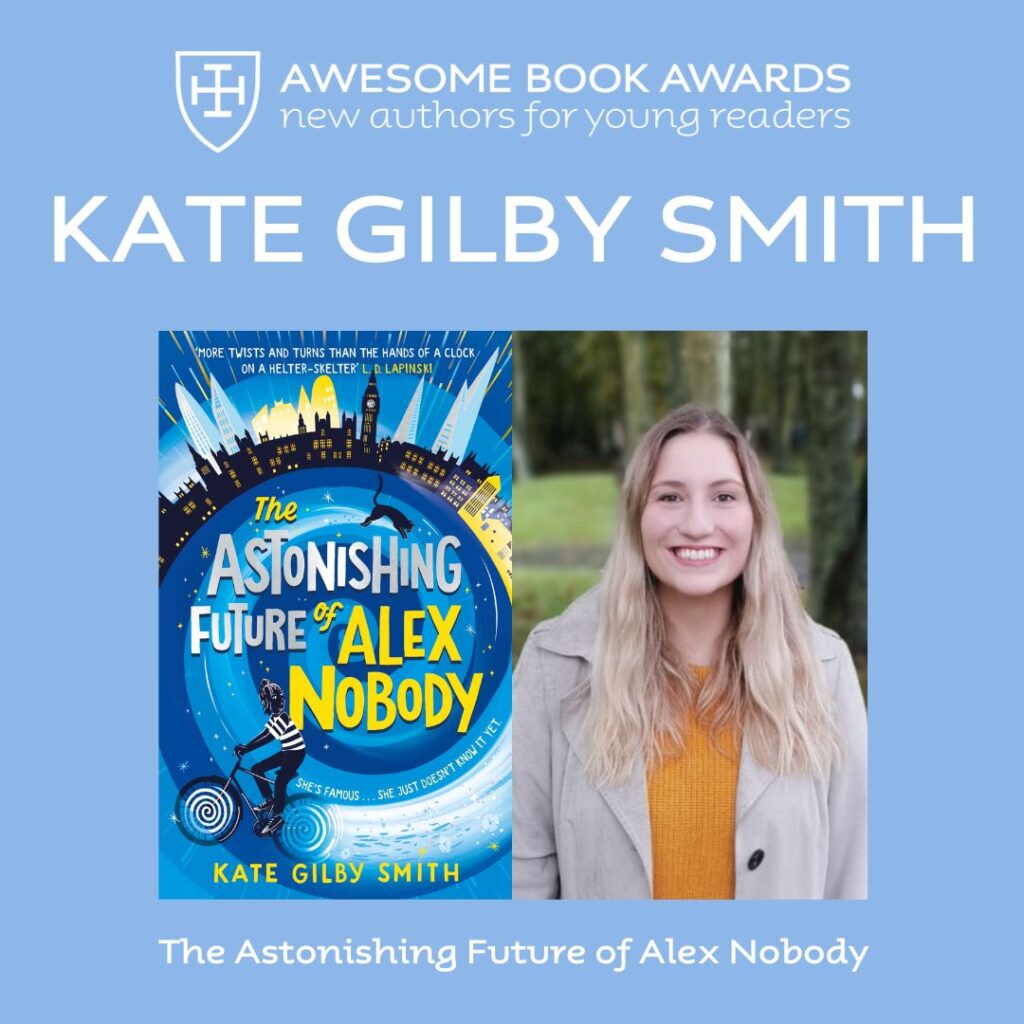 AWESOME BOOK AWARDS
new authors for young readers
KATE GILBY SMITH
'MORE TWISTS AND TURNS THAN THE HANDS OF A CLOCK
ON A HELTER-SKELTER' L. D. LAPINSKI
The
ASTONISHING
FUTURE of ALEX
NOBODY
SHE'S FAMOUS . . . SHE JUST DOESN'T KNOW IT YET.
KATE GILBY SMITH
The Astonishing Future of Alex Nobody